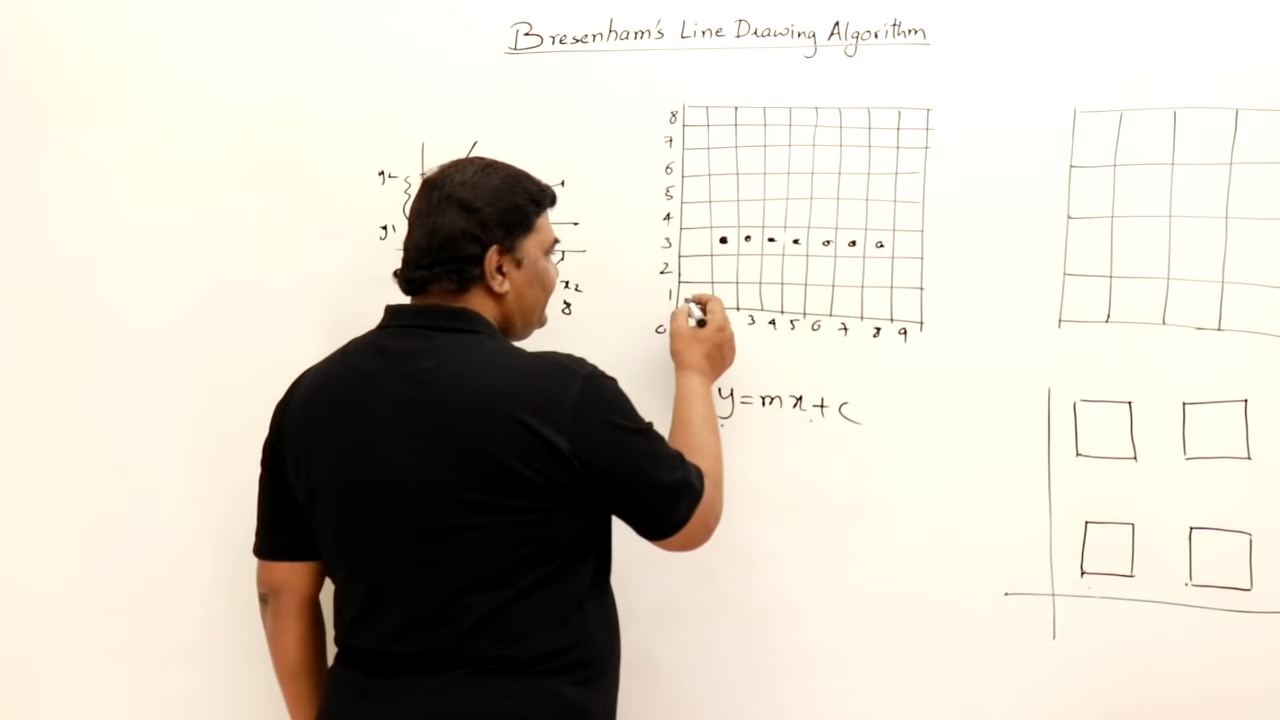 Bresenham's Line Drawing Algorithm
8
7
6
5
4
3
2
1
0 3 4 5 6 7 8 9
y2
y1
x2
y = mx + c